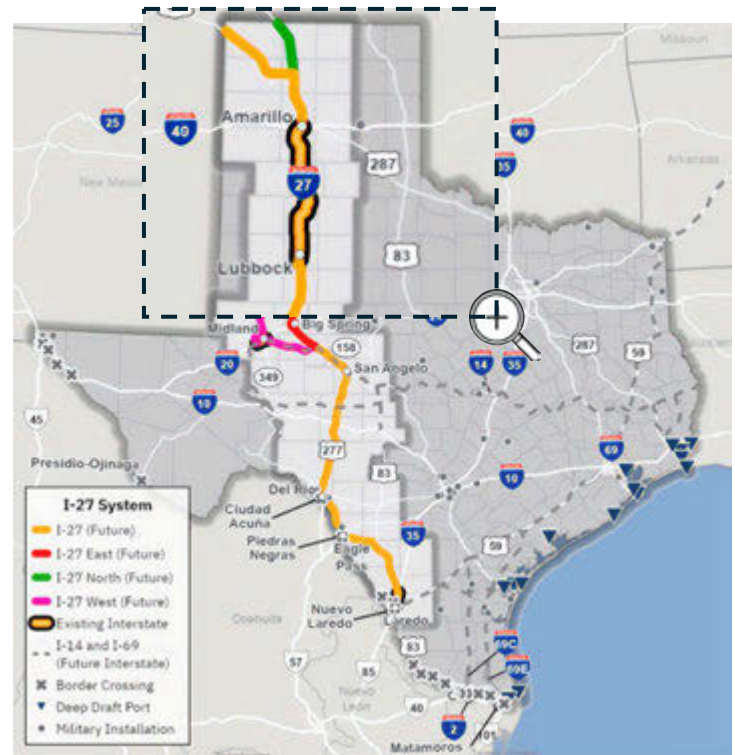 Missouri
25
40
Amarillo
40
35
287
Arkansas
New Mexico
27
83
Lubbock
Midland
Big Spring
158
20
349
San Angelo
14
35
287
59
45
10
277
Presidio-Ojinaga
83
69
10
Del Rio
Ciudad
Acuña
Piedras
Negras
Eagle
Pass
35
59
Nuevo
Laredo
Laredo
Coahuila
57
85
83
69C
69E
Nuevo
León
40
2
101
Matamoros
I-27 System
I-27 (Future)
I-27 East (Future)
I-27 North (Future)
I-27 West (Future)
Existing Interstate
I-14 and I-69
(Future Interstate)
Border Crossing
Deep Draft Port
Military Installation